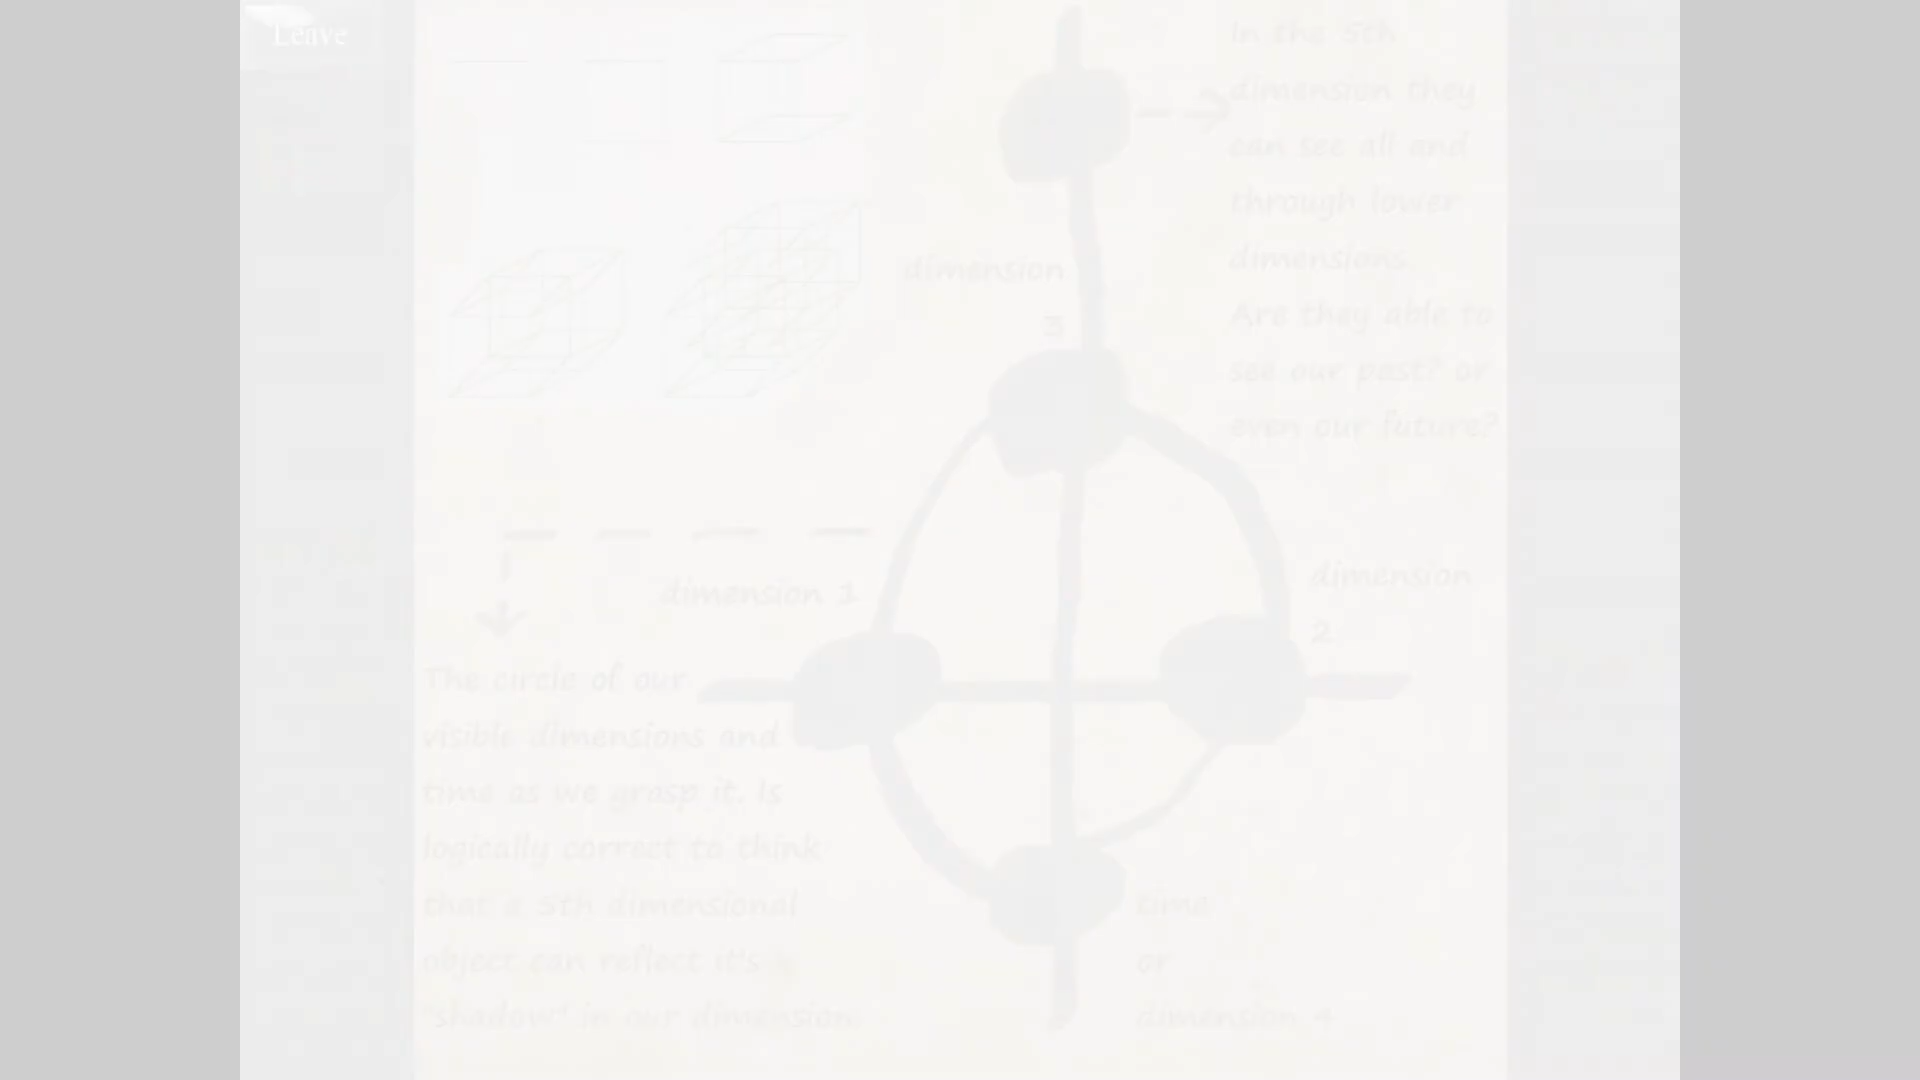 Leave
In the 5th
dimension they
can see all and
through lower
dimensions.
Are they able to
see our past? or
even our future?
dimension
3
dimension 1
dimension
2
The circle of our
visible dimensions and
time as we grasp it. Is
logically correct to think
that a 5th dimensional
object can reflect it's a
"shadow" in our dimension.
time
or
dimension 4